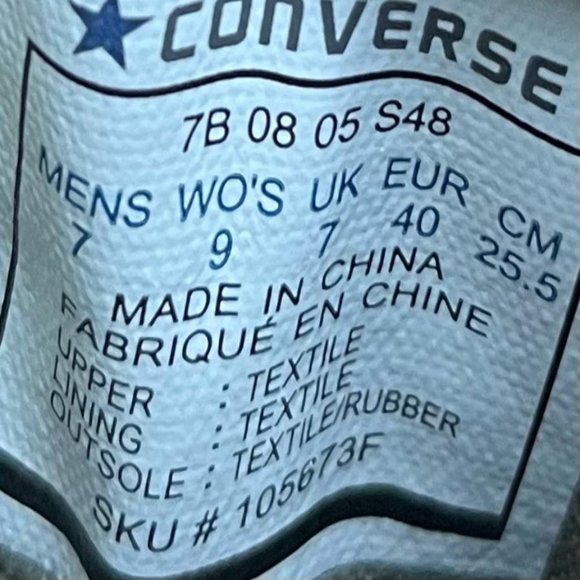 CONVERSE
7B 08 05 S48
MENS WO'S UK EUR CM
7 9 7 40 25.5
MADE IN CHINA
FABRIQUÉ EN CHINE
UPPER : TEXTILE
LINING : TEXTILE
OUTSOLE : TEXTILE/RUBBER
SKU # 105673F